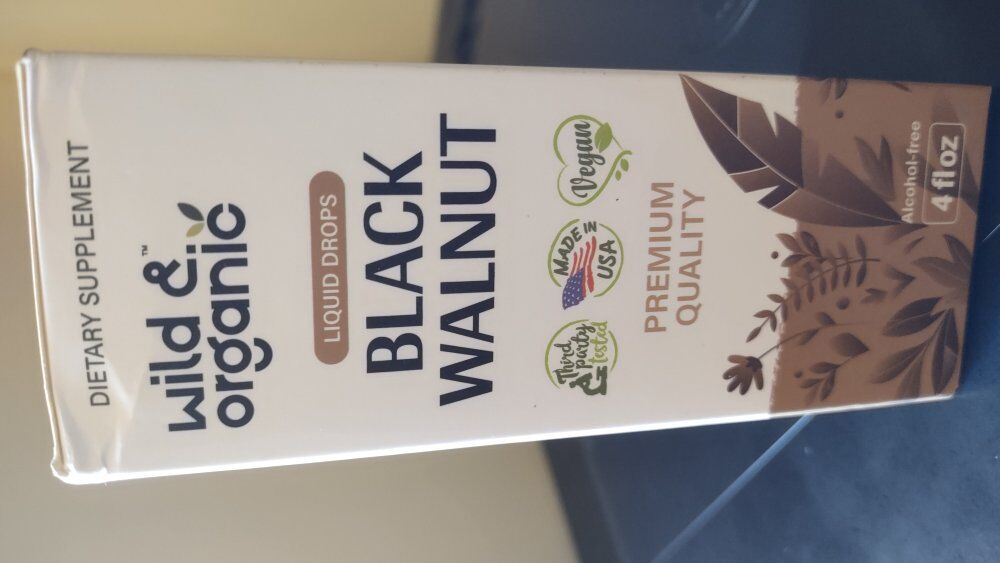 DIETARY SUPPLEMENT
wild &™
organic
LIQUID DROPS
BLACK
WALNUT
Third
party
tested
MADE IN
USA
Vegan
PREMIUM
QUALITY
Alcohol-free
4 fl oz